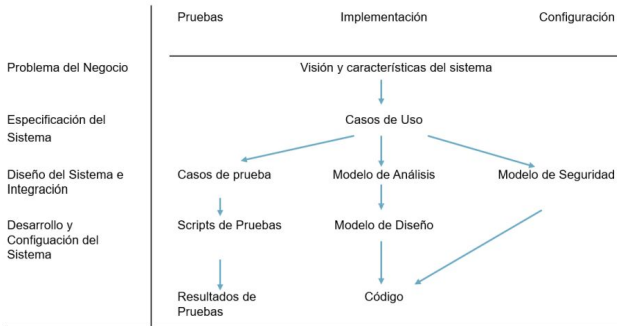 Pruebas Implementación Configuración
Problema del Negocio Visión y características del sistema
Especificación del Casos de Uso
Sistema
Diseño del Sistema e Casos de prueba Modelo de Análisis Modelo de Seguridad
Integración
Desarrollo y Scripts de Pruebas Modelo de Diseño
Configuación del
Sistema
Resultados de Código
Pruebas